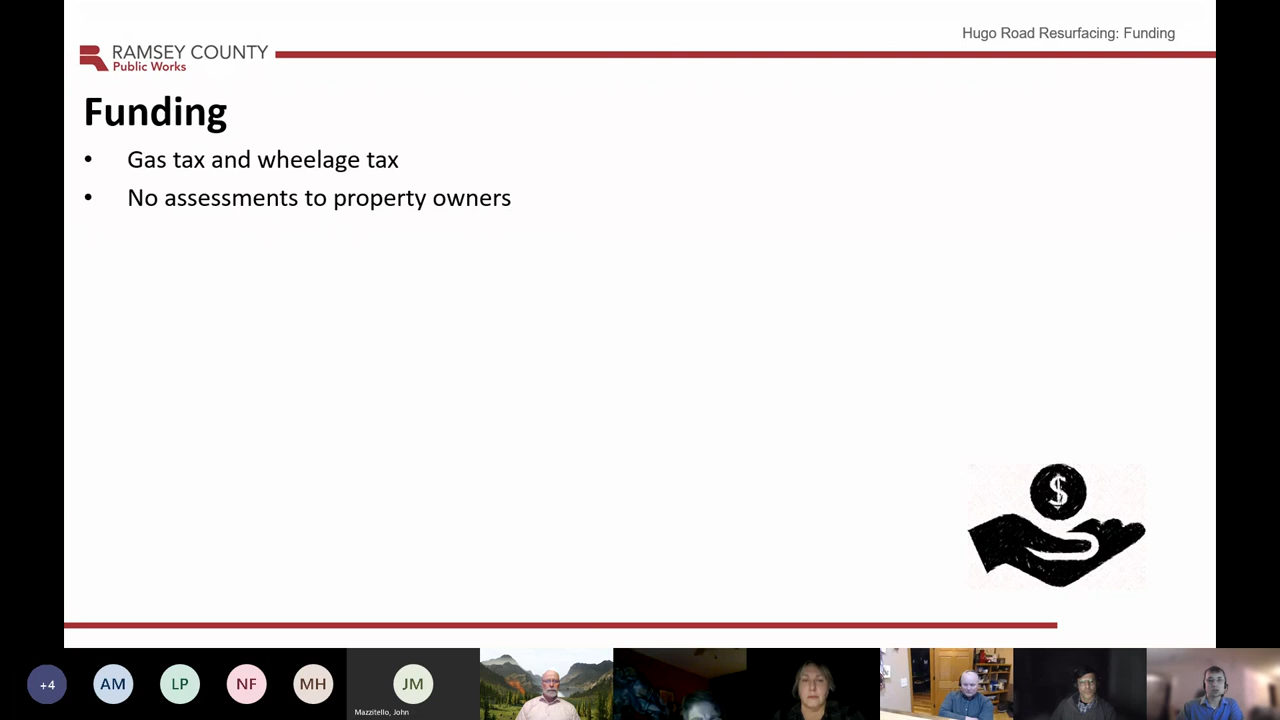 Hugo Road Resurfacing: Funding
RAMSEY COUNTY
Public Works
Funding
• Gas tax and wheelage tax
• No assessments to property owners
$
+4
AM
LP
NF
MH
JM
Mazzitello, John